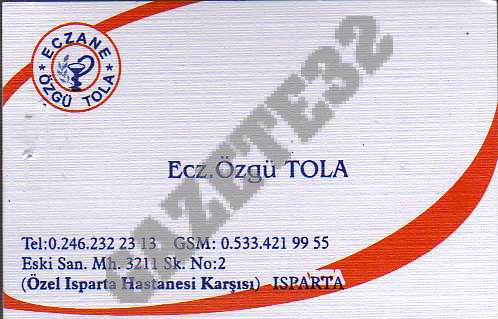 ECZANE
ÖZGÜ TOLA
Ecz.Özgü TOLA
GAZETE32
Tel:0.246.232 23 13 GSM: 0.533.421 99 55
Eski San. Mh. 3211 Sk. No:2
(Özel Isparta Hastanesi Karşısı) ISPARTA